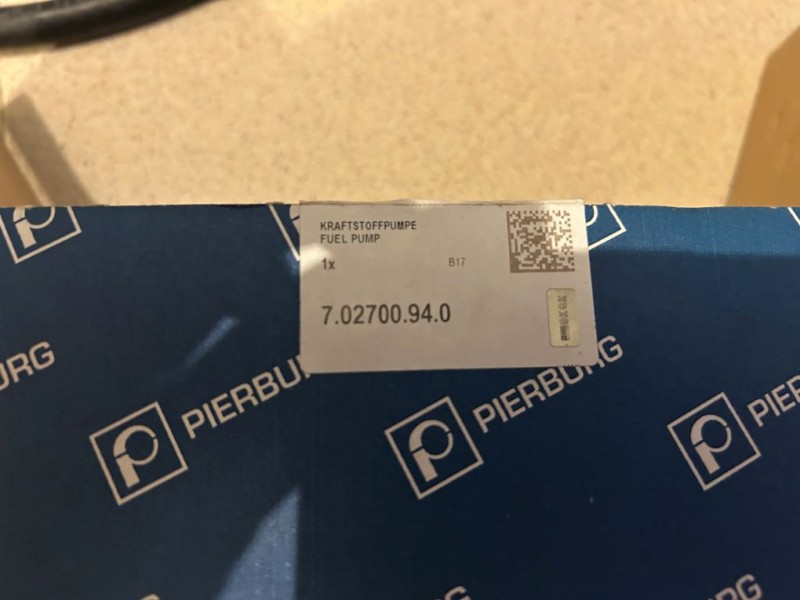 KRAFTSTOFFPUMPE
FUEL PUMP
1x
B17
7.02700.94.0
PIERBURG
PIERBURG